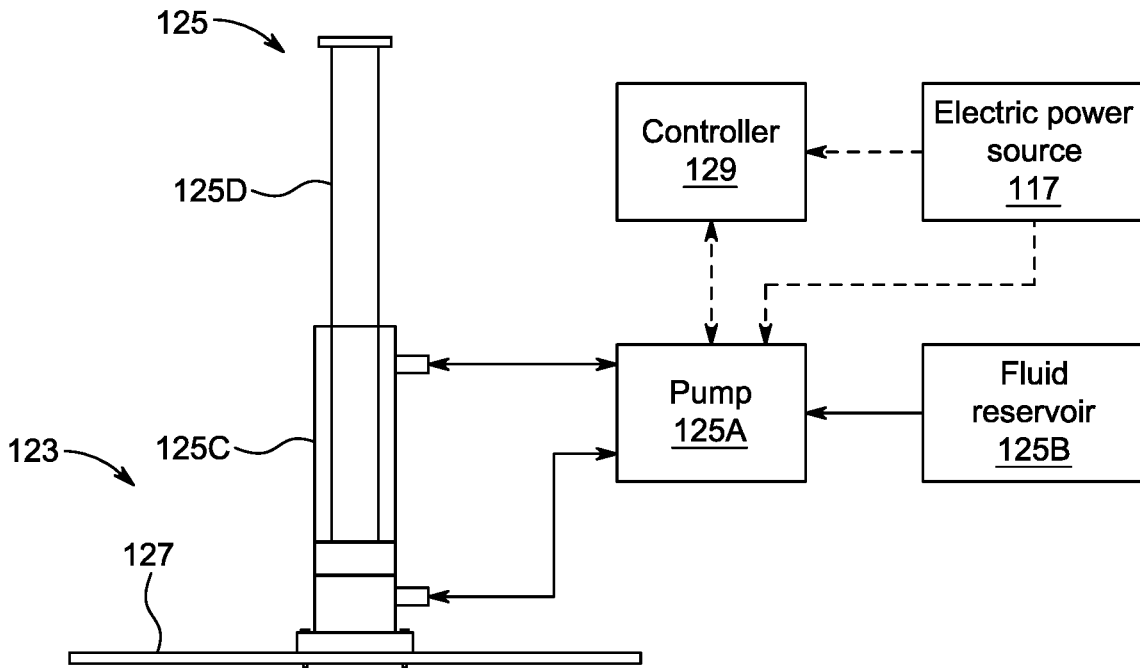 125
125D
Controller
129
Electric power
source
117
125C
123
127
Pump
125A
Fluid
reservoir
125B